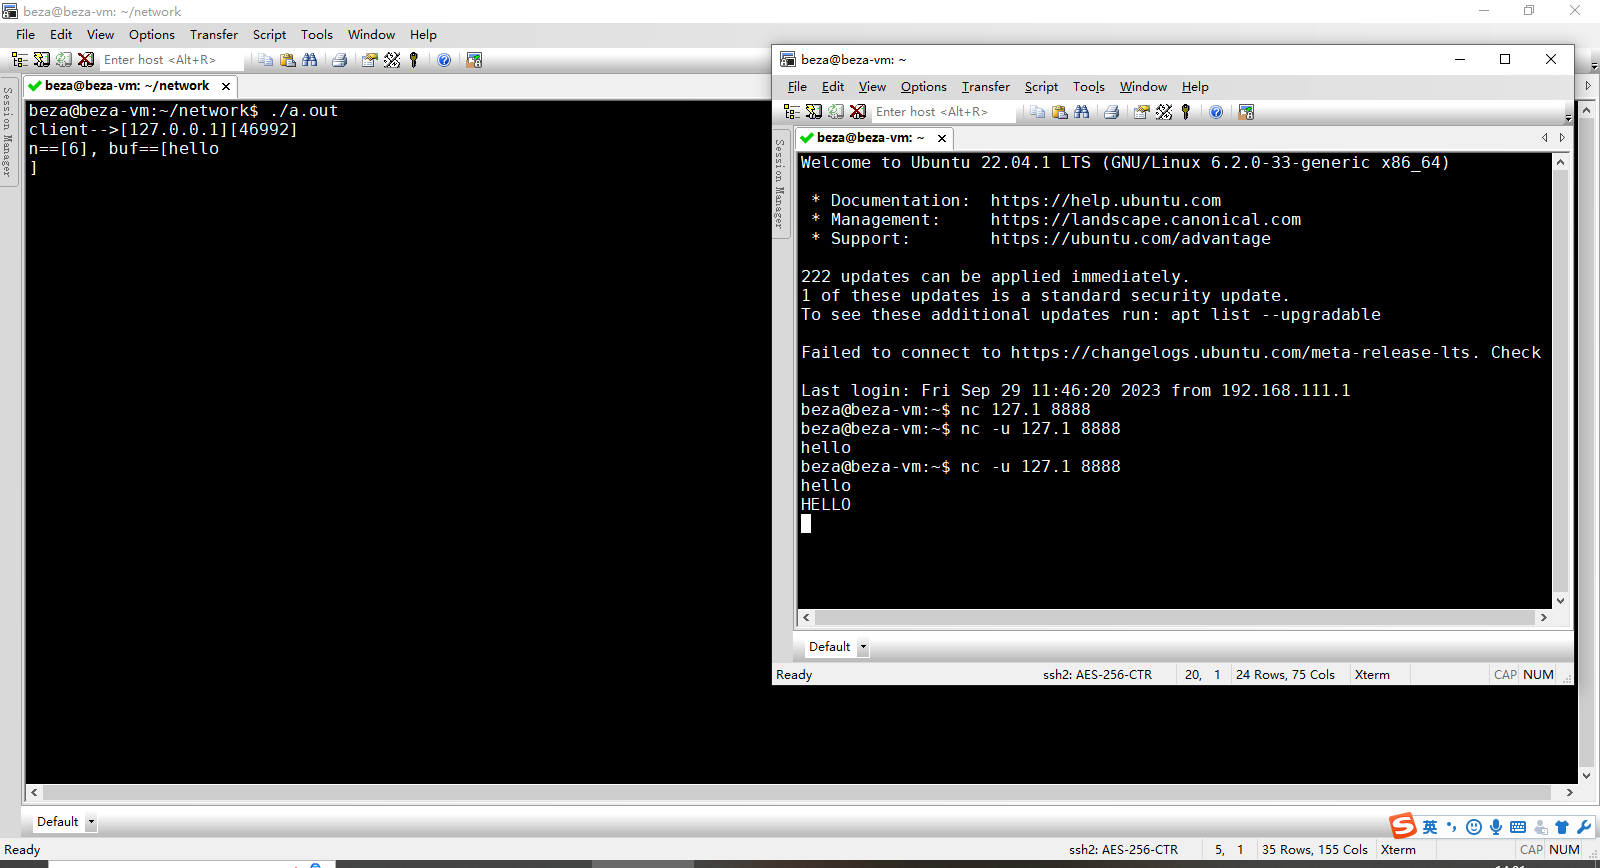 beza@beza-vm: ~/network
File Edit View Options Transfer Script Tools Window Help
Enter host <Alt+R>
Session Manager
beza@beza-vm: ~/network
beza@beza-vm:~/network$ ./a.out
client-->[127.0.0.1][46992]
n==[6], buf==[hello
]
Default
Ready
ssh2: AES-256-CTR 5, 1 35 Rows, 155 Cols Xterm CAP NUM
beza@beza-vm: ~
File Edit View Options Transfer Script Tools Window Help
Enter host <Alt+R>
Session Manager
beza@beza-vm: ~
Welcome to Ubuntu 22.04.1 LTS (GNU/Linux 6.2.0-33-generic x86_64)
* Documentation: https://help.ubuntu.com
* Management: https://landscape.canonical.com
* Support: https://ubuntu.com/advantage
222 updates can be applied immediately.
1 of these updates is a standard security update.
To see these additional updates run: apt list --upgradable
Failed to connect to https://changelogs.ubuntu.com/meta-release-lts. Check
Last login: Fri Sep 29 11:46:20 2023 from 192.168.111.1
beza@beza-vm:~$ nc 127.1 8888
beza@beza-vm:~$ nc -u 127.1 8888
hello
beza@beza-vm:~$ nc -u 127.1 8888
hello
HELLO
Default
Ready
ssh2: AES-256-CTR 20, 1 24 Rows, 75 Cols Xterm CAP NUM
英